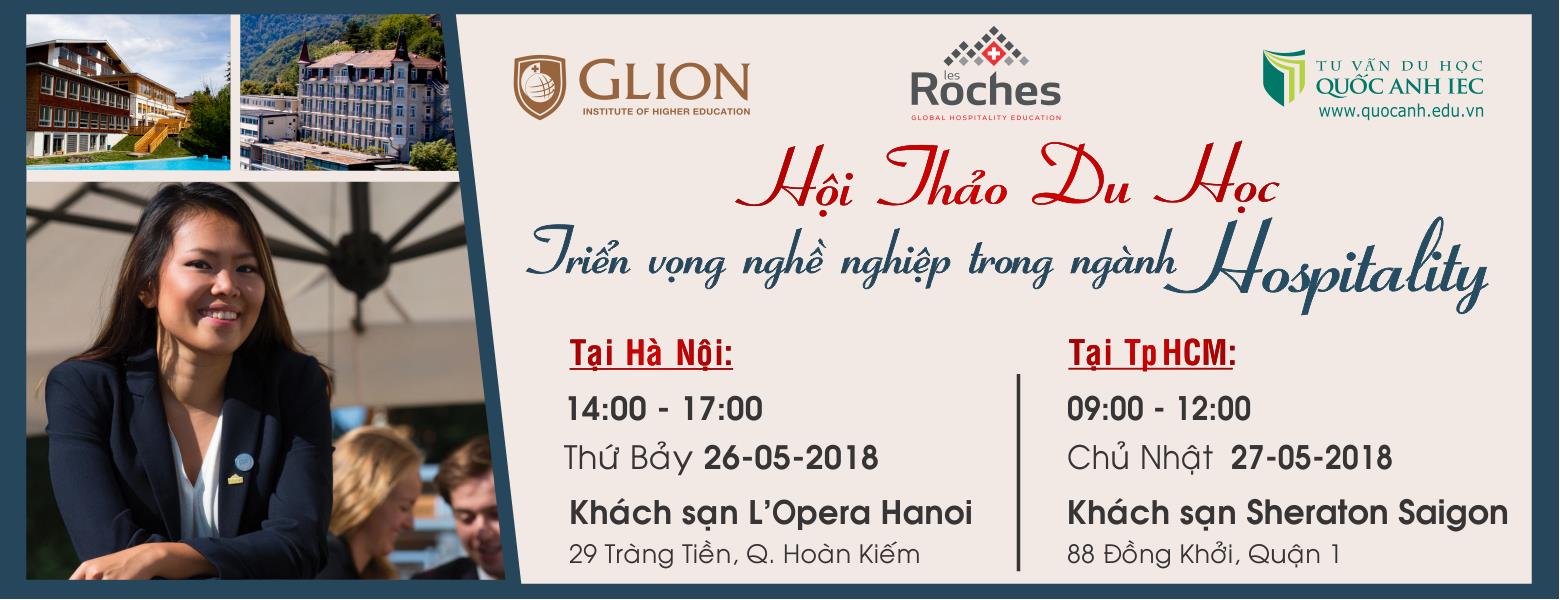 GLION
INSTITUTE OF HIGHER EDUCATION
les
Roches
GLOBAL HOSPITALITY EDUCATION
TƯ VẤN DU HỌC
QUỐC ANH IEC
www.quocanh.edu.vn
Hội Thảo Du Học
Triển vọng nghề nghiệp trong ngành Hospitality
Tại Hà Nội:
14:00 - 17:00
Thứ Bảy 26-05-2018
Khách sạn L'Opera Hanoi
29 Tràng Tiền, Q. Hoàn Kiếm
Tại TpHCM:
09:00 - 12:00
Chủ Nhật 27-05-2018
Khách sạn Sheraton Saigon
88 Đồng Khởi, Quận 1